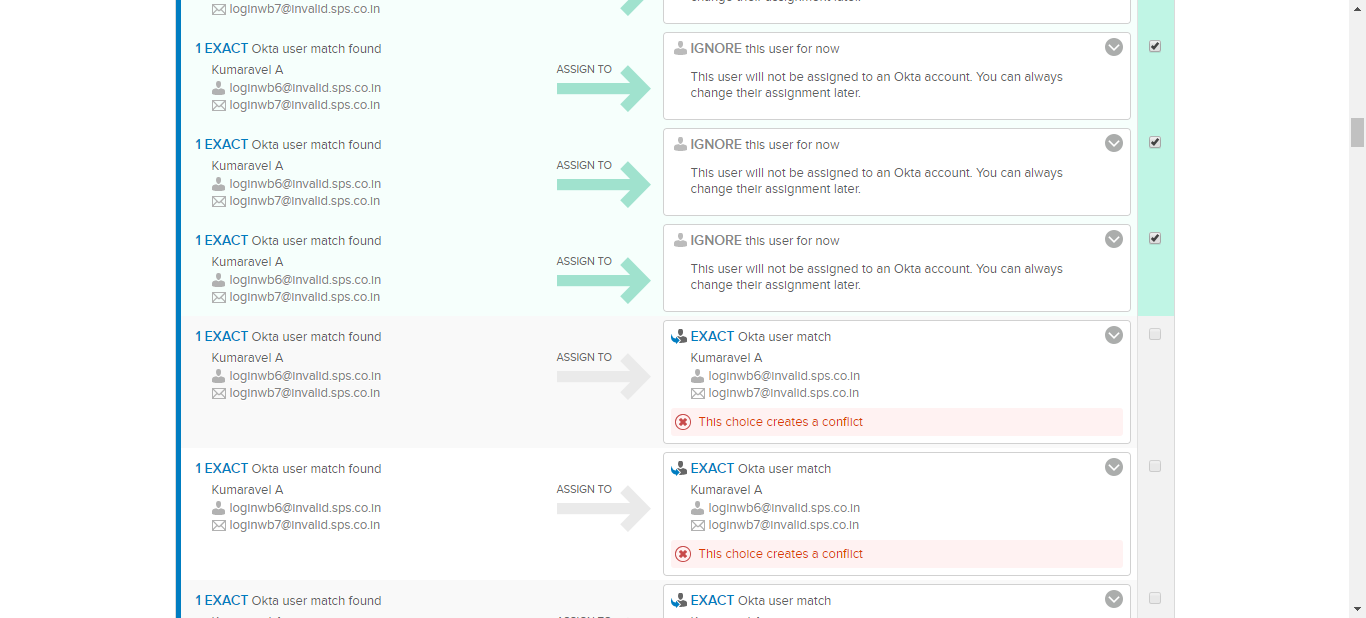 change their assignment later.
loginwb7@invalid.sps.co.in
1 EXACT Okta user match found
Kumaravel A
loginwb6@invalid.sps.co.in
loginwb7@invalid.sps.co.in
ASSIGN TO
IGNORE this user for now
This user will not be assigned to an Okta account. You can always
change their assignment later.
1 EXACT Okta user match found
Kumaravel A
loginwb6@invalid.sps.co.in
loginwb7@invalid.sps.co.in
ASSIGN TO
IGNORE this user for now
This user will not be assigned to an Okta account. You can always
change their assignment later.
1 EXACT Okta user match found
Kumaravel A
loginwb6@invalid.sps.co.in
loginwb7@invalid.sps.co.in
ASSIGN TO
IGNORE this user for now
This user will not be assigned to an Okta account. You can always
change their assignment later.
1 EXACT Okta user match found
Kumaravel A
loginwb6@invalid.sps.co.in
loginwb7@invalid.sps.co.in
ASSIGN TO
EXACT Okta user match
Kumaravel A
loginwb6@invalid.sps.co.in
loginwb7@invalid.sps.co.in
This choice creates a conflict
1 EXACT Okta user match found
Kumaravel A
loginwb6@invalid.sps.co.in
loginwb7@invalid.sps.co.in
ASSIGN TO
EXACT Okta user match
Kumaravel A
loginwb6@invalid.sps.co.in
loginwb7@invalid.sps.co.in
This choice creates a conflict
1 EXACT Okta user match found
EXACT Okta user match